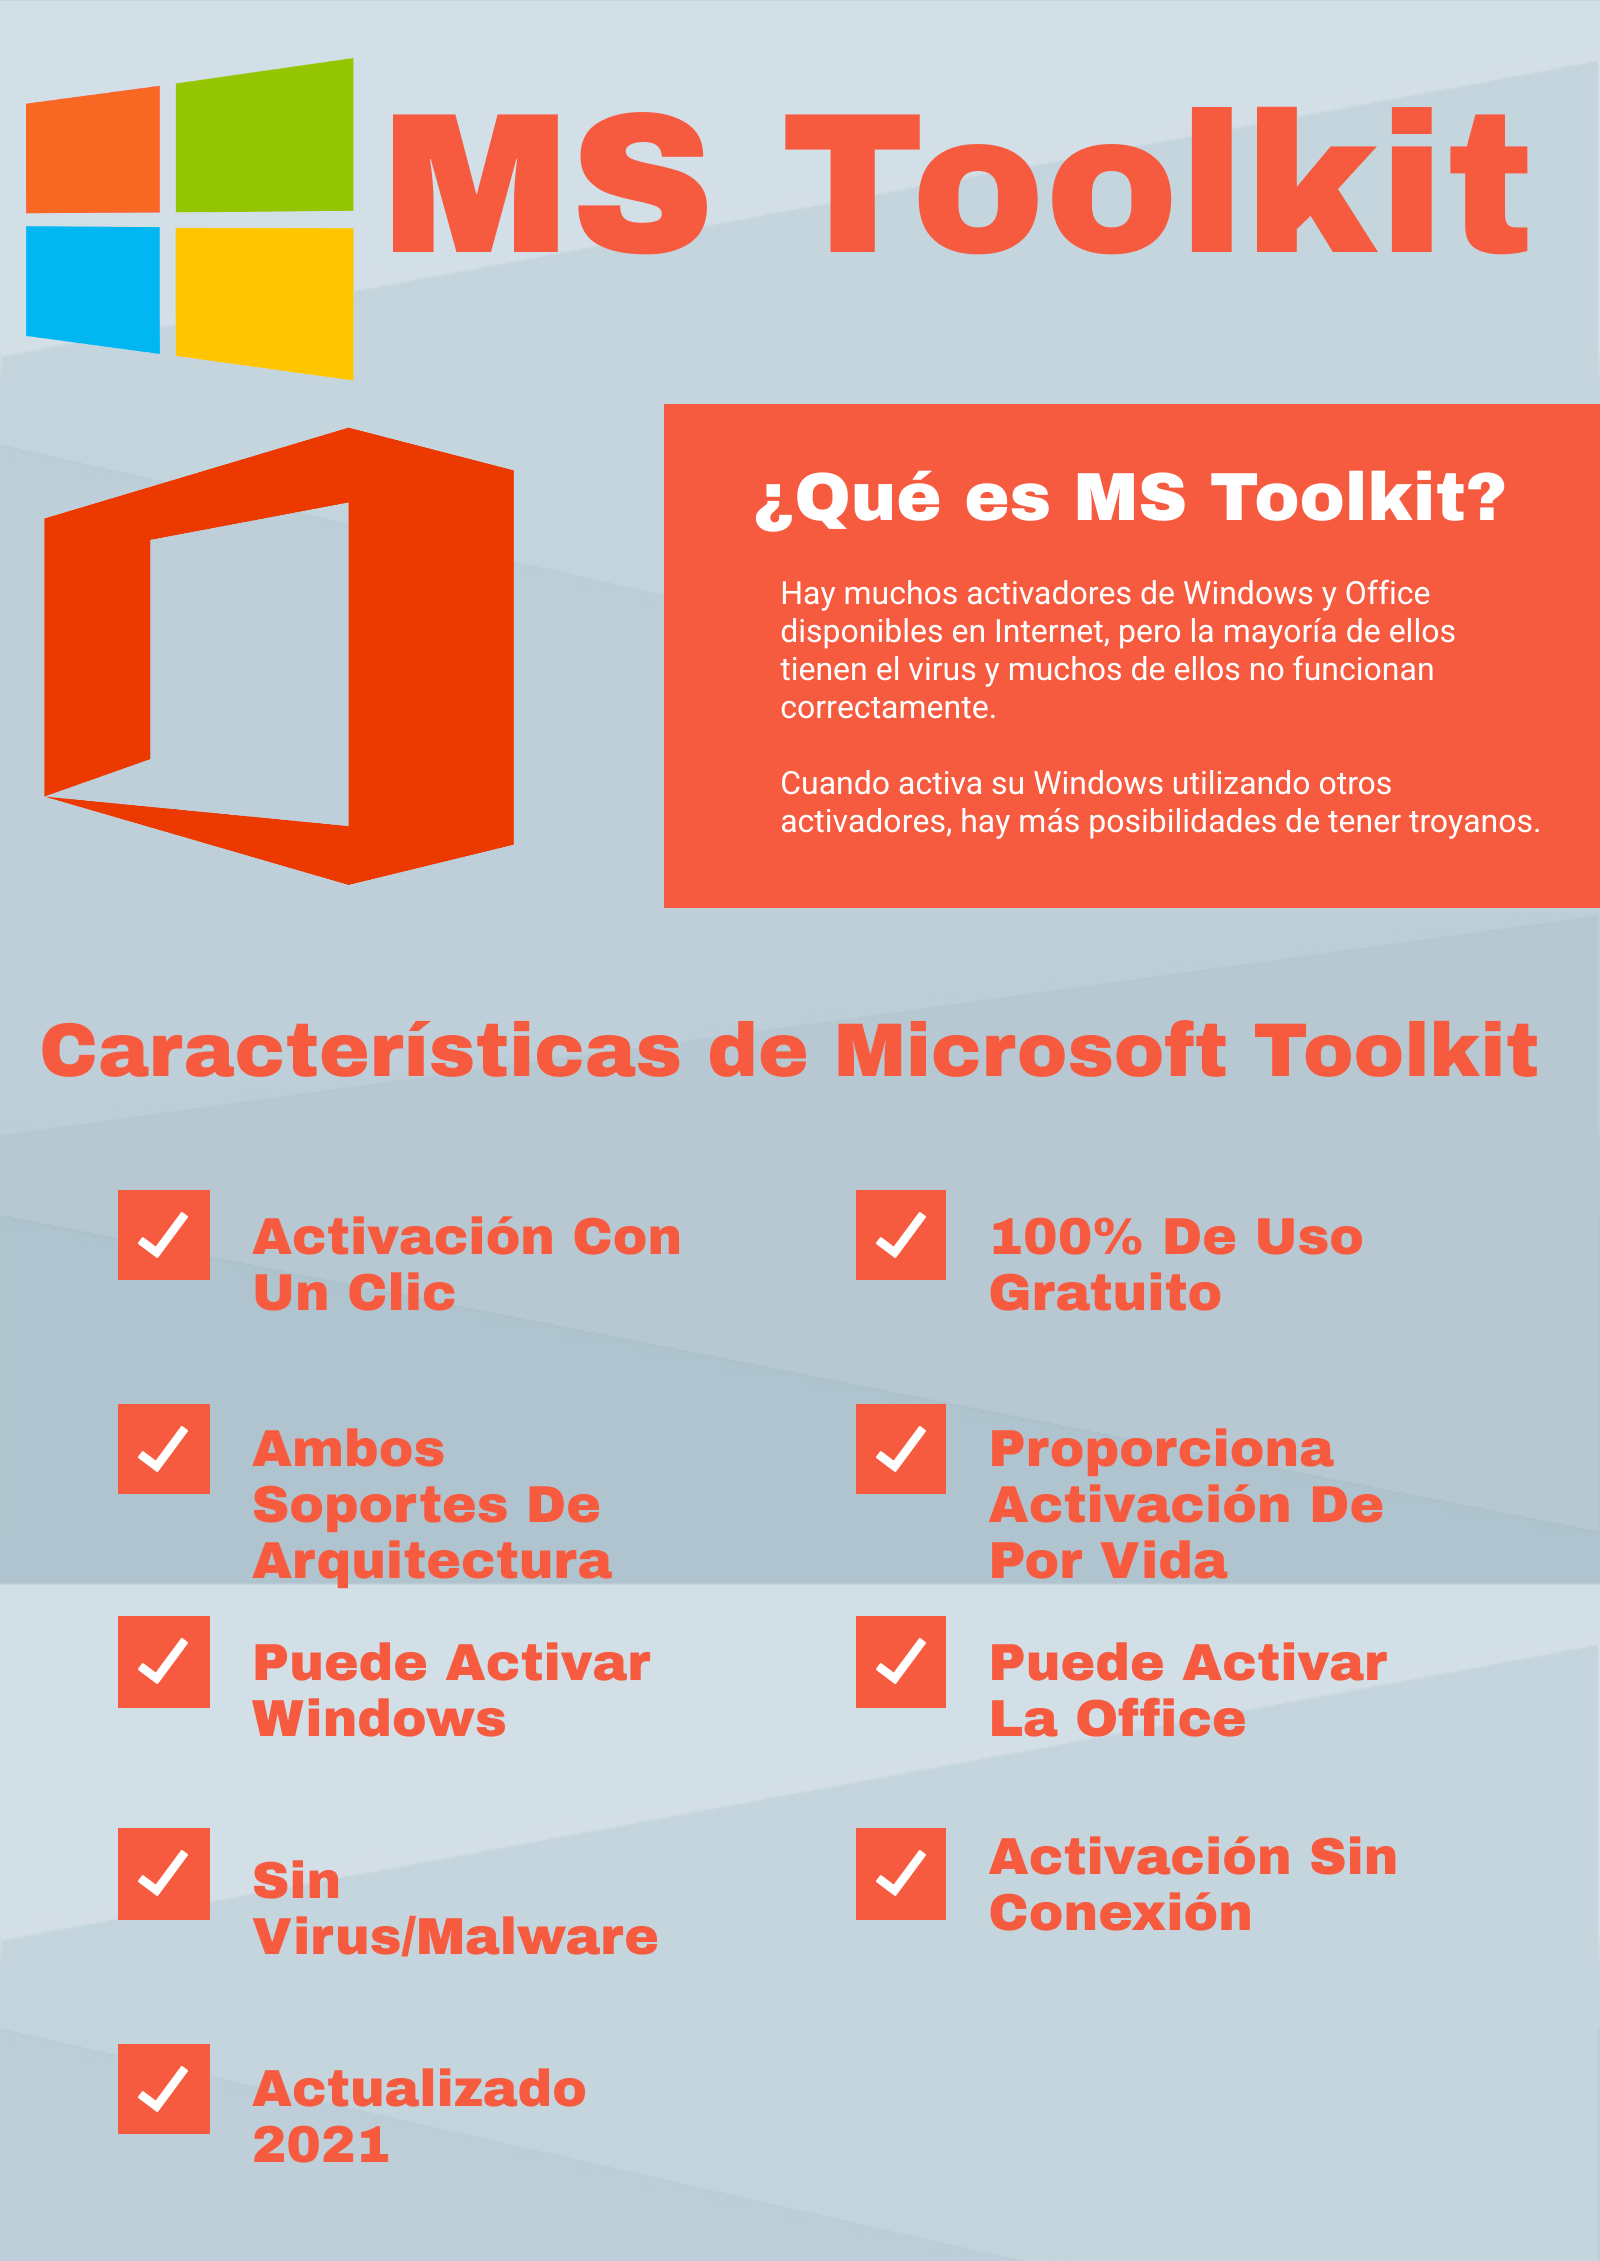 MS Toolkit
¿Qué es MS Toolkit?
Hay muchos activadores de Windows y Office
disponibles en Internet, pero la mayoría de ellos
tienen el virus y muchos de ellos no funcionan
correctamente.
Cuando activa su Windows utilizando otros
activadores, hay más posibilidades de tener troyanos.
Características de Microsoft Toolkit
Activación Con
Un Clic
100% De Uso
Gratuito
Ambos
Soportes De
Arquitectura
Proporciona
Activación De
Por Vida
Puede Activar
Windows
Puede Activar
La Office
Sin
Virus/Malware
Activación Sin
Conexión
Actualizado
2021